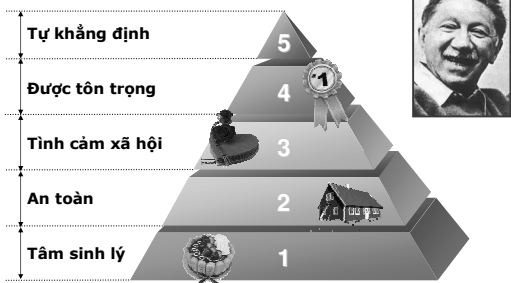 Tự khẳng định
5
Được tôn trọng
4
1
Tình cảm xã hội
3
An toàn
2
Tâm sinh lý
1